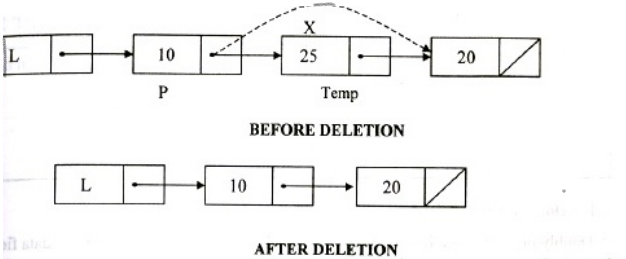 X
L 10 25 20
P Temp
BEFORE DELETION
L 10 20
AFTER DELETION